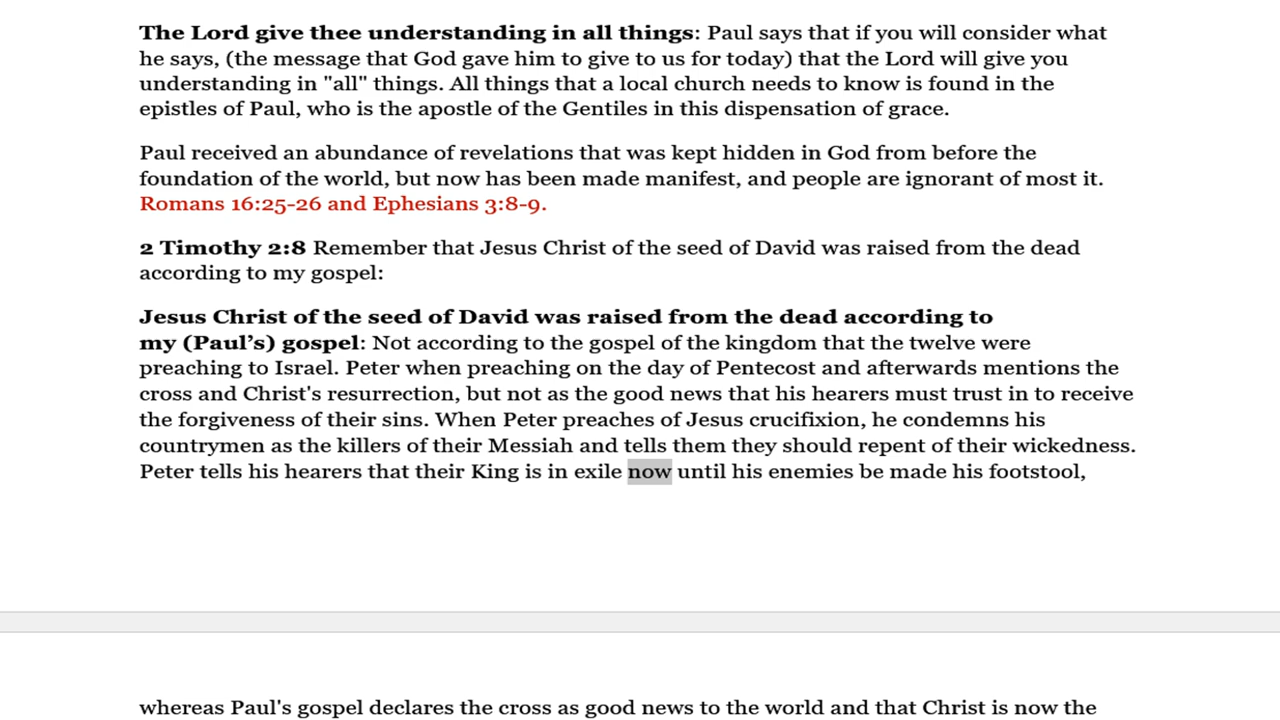 The Lord give thee understanding in all things: Paul says that if you will consider what
he says, (the message that God gave him to give to us for today) that the Lord will give you
understanding in "all" things. All things that a local church needs to know is found in the
epistles of Paul, who is the apostle of the Gentiles in this dispensation of grace.
Paul received an abundance of revelations that was kept hidden in God from before the
foundation of the world, but now has been made manifest, and people are ignorant of most it.
Romans 16:25-26 and Ephesians 3:8-9.
2 Timothy 2:8 Remember that Jesus Christ of the seed of David was raised from the dead
according to my gospel:
Jesus Christ of the seed of David was raised from the dead according to
my (Paul’s) gospel: Not according to the gospel of the kingdom that the twelve were
preaching to Israel. Peter when preaching on the day of Pentecost and afterwards mentions the
cross and Christ's resurrection, but not as the good news that his hearers must trust in to receive
the forgiveness of their sins. When Peter preaches of Jesus crucifixion, he condemns his
countrymen as the killers of their Messiah and tells them they should repent of their wickedness.
Peter tells his hearers that their King is in exile now until his enemies be made his footstool,
whereas Paul's gospel declares the cross as good news to the world and that Christ is now the